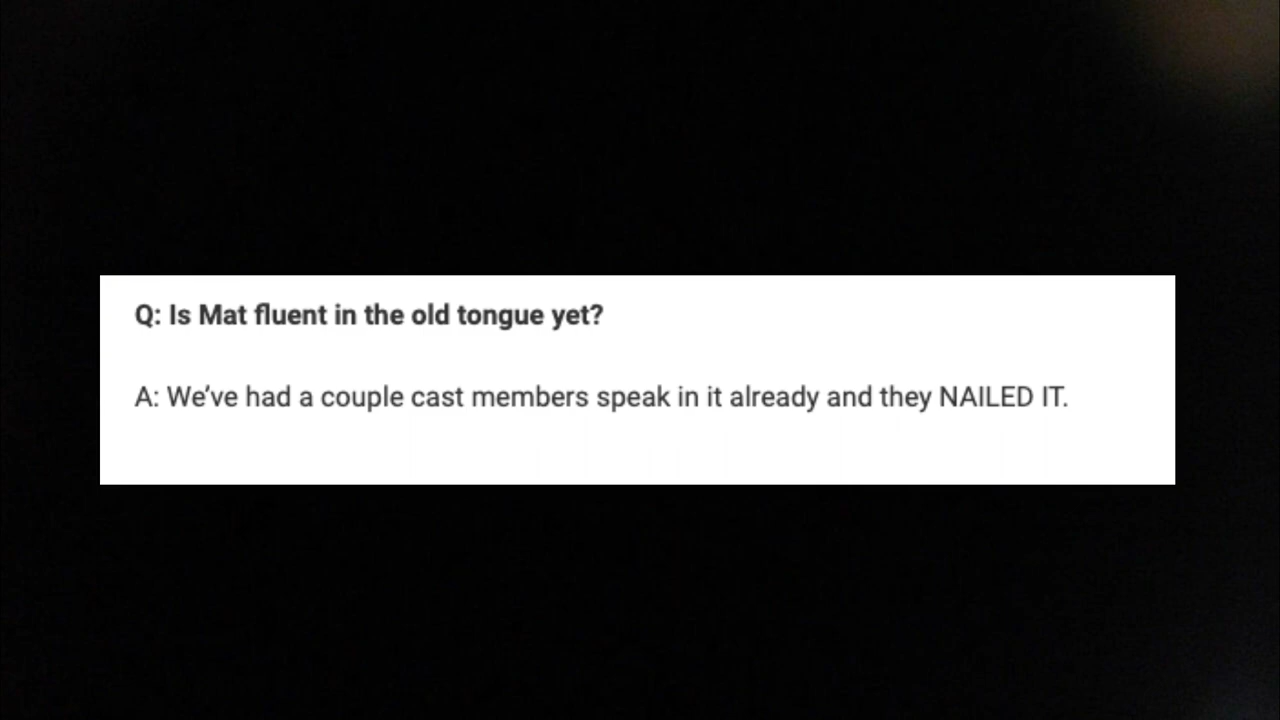 Q: Is Mat fluent in the old tongue yet?
A: We’ve had a couple cast members speak in it already and they NAILED IT.